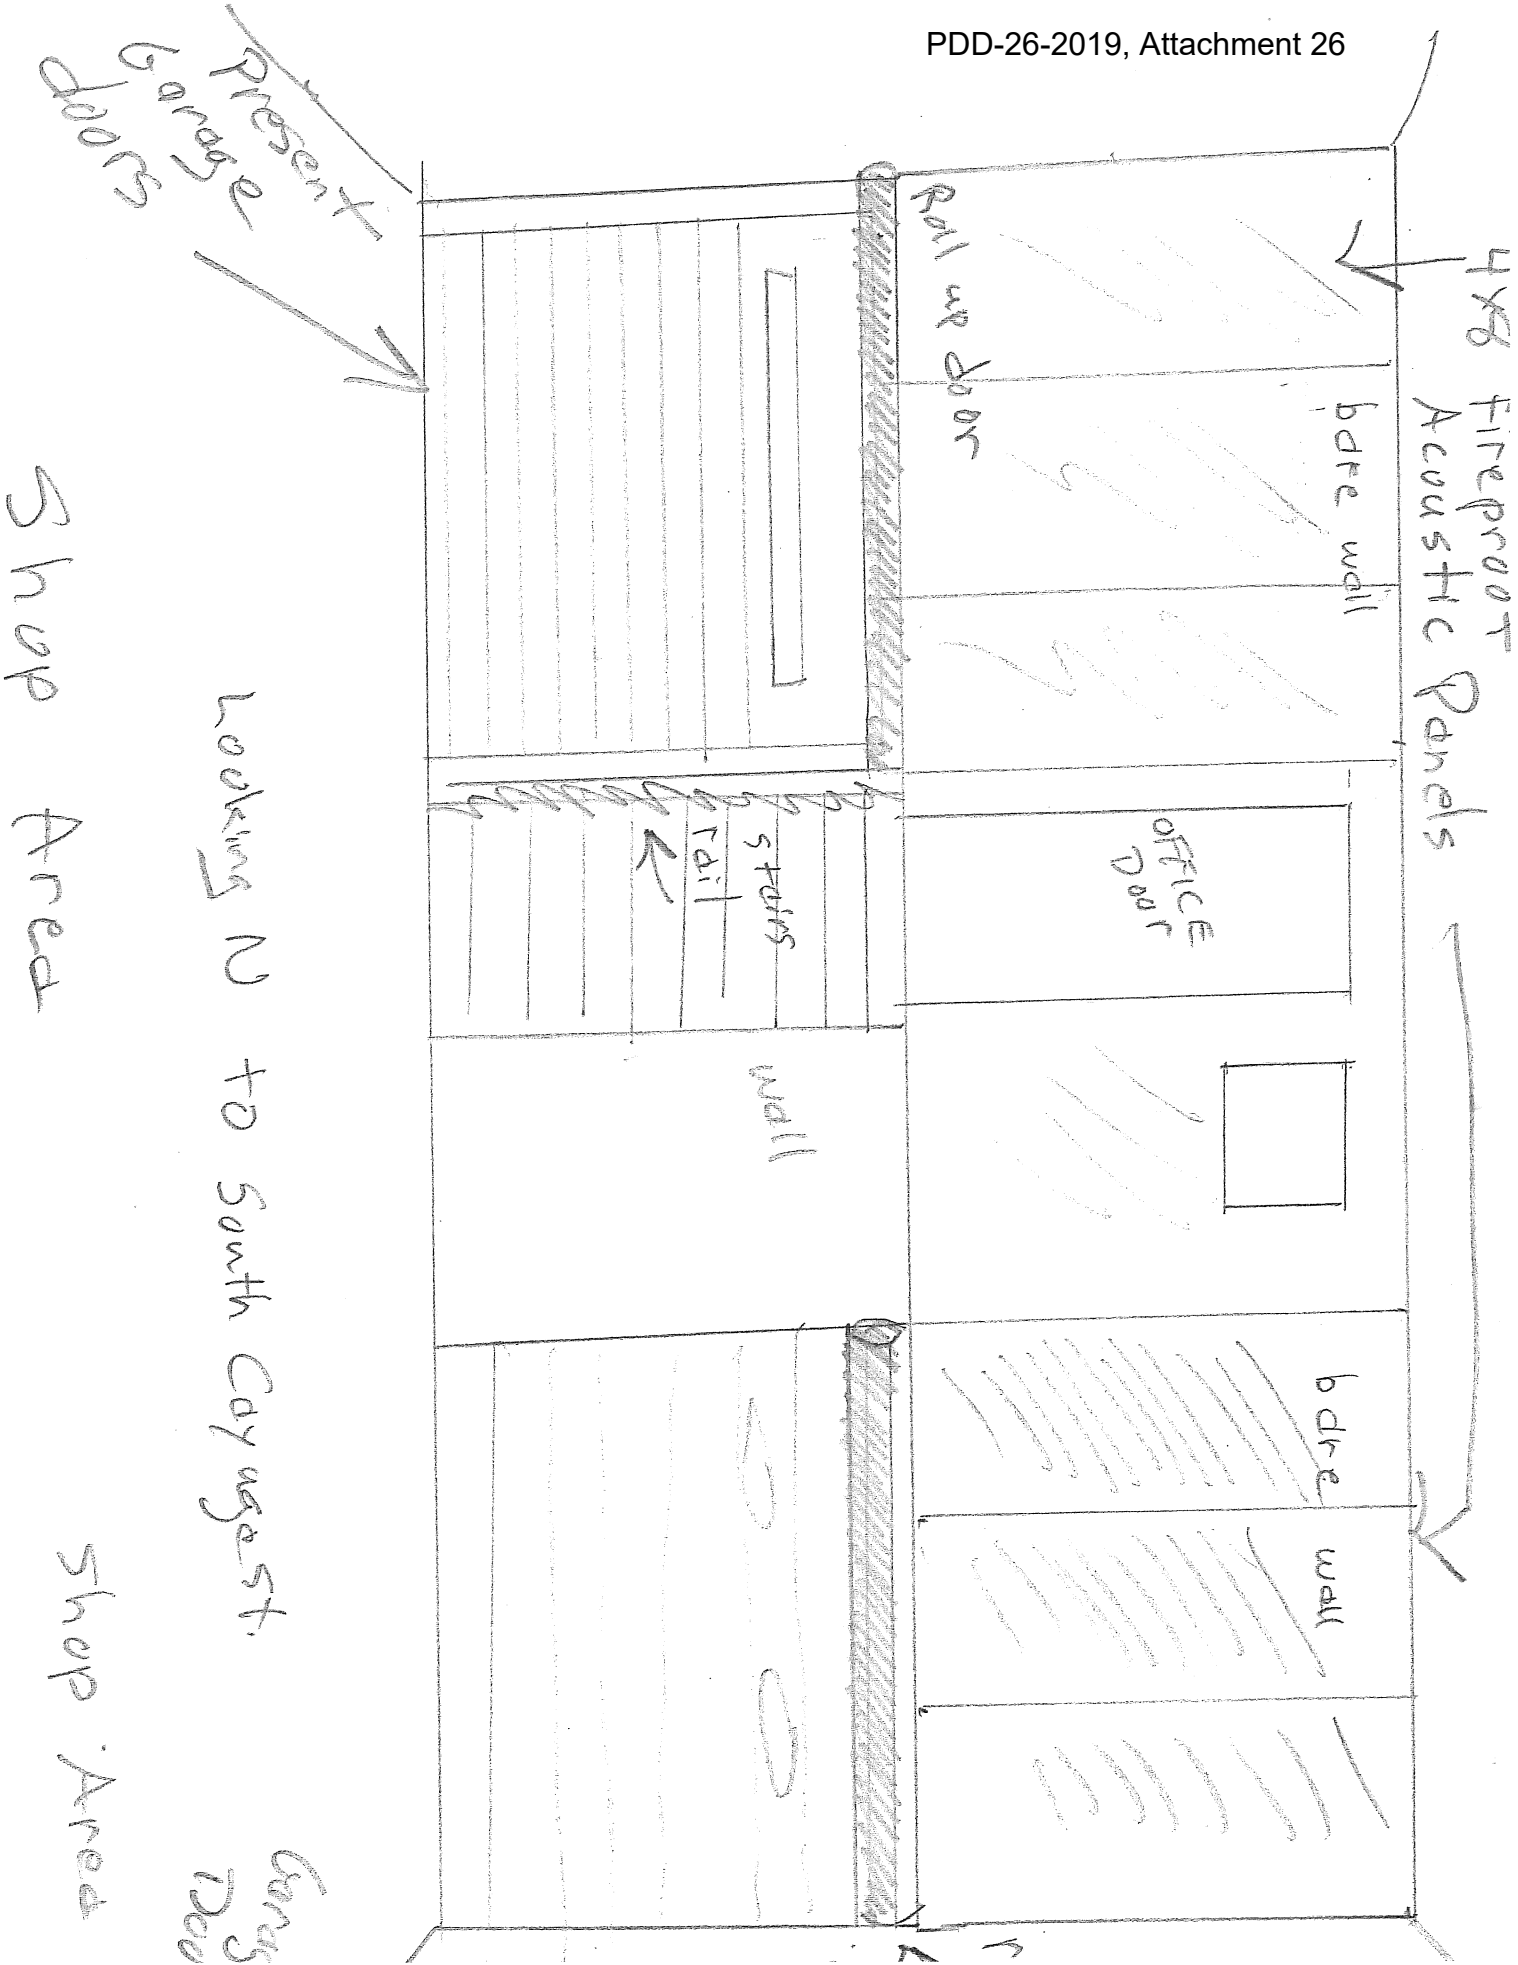 PDD-26-2019, Attachment 26
4x8 Fireproof
Acoustic Panels
bare wall
bare wall
Roll up door
OFFICE
Door
stairs
rail
wall
Present
Garage
doors
Looking N to South Cayuga St.
Shop Area
Shop Area